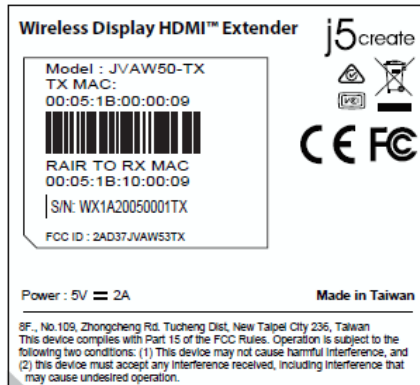 Wireless Display HDMI™ Extender
j5create
Model : JVAW50-TX
TX MAC:
00:05:1B:00:00:09
RAIR TO RX MAC
00:05:1B:10:00:09
S/N: WX1A20050001TX
FCC ID : 2AD37JVAW53TX
CE FC
Power : 5V ⎓ 2A
Made in Taiwan
8F., No.109, Zhongcheng Rd. Tucheng Dist, New Taipei City 236, Taiwan
This device complies with Part 15 of the FCC Rules. Operation is subject to the
following two conditions: (1) This device may not cause harmful interference, and
(2) this device must accept any interference received, including interference that
may cause undesired operation.